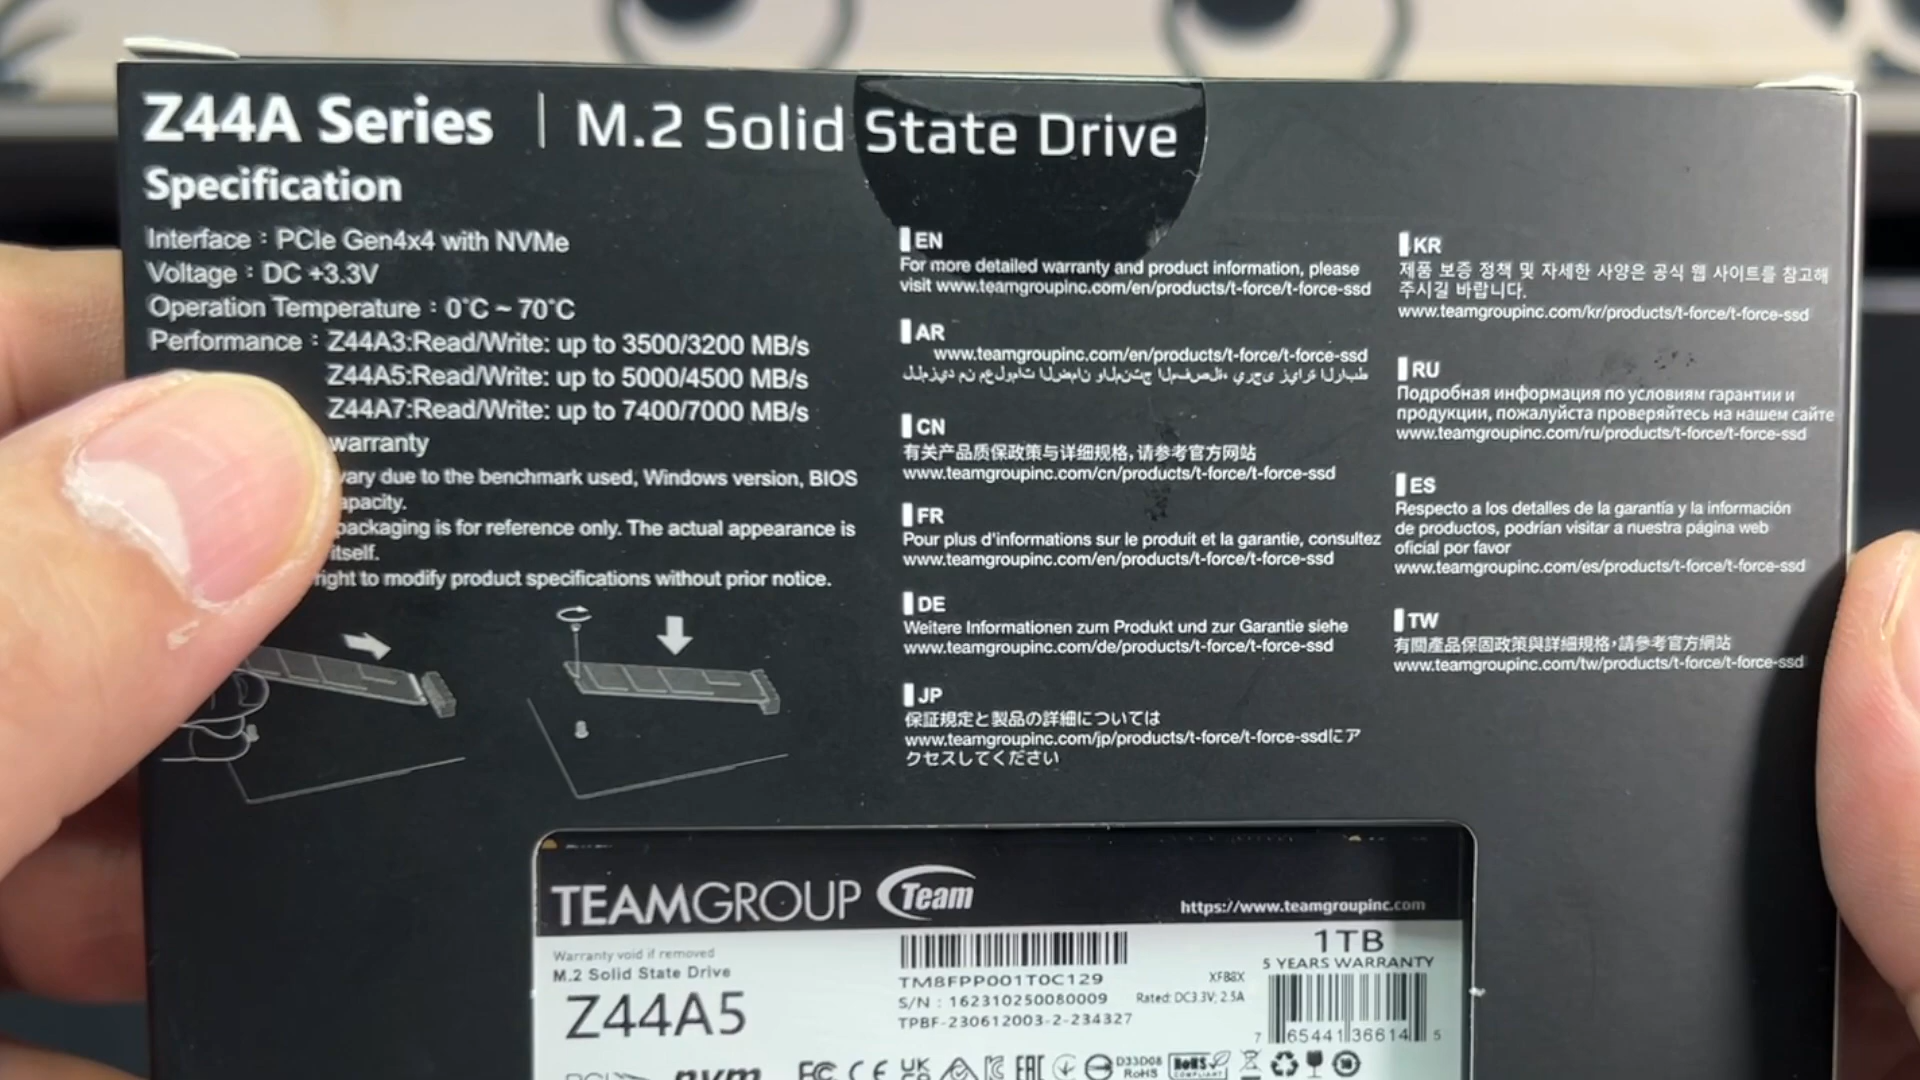 Z44A Series | M.2 Solid State Drive
Specification
Interface : PCIe Gen4x4 with NVMe
Voltage : DC +3.3V
Operation Temperature : 0°C ~ 70°C
Performance : Z44A3:Read/Write: up to 3500/3200 MB/s
Z44A5:Read/Write: up to 5000/4500 MB/s
Z44A7:Read/Write: up to 7400/7000 MB/s
warranty
vary due to the benchmark used, Windows version, BIOS
packaging is for reference only. The actual appearance is
itself.
right to modify product specifications without prior notice.
EN
For more detailed warranty and product information, please
visit www.teamgroupinc.com/en/products/t-force/t-force-ssd
AR
www.teamgroupinc.com/en/products/t-force/t-force-ssd
CN
有关产品质保政策与详细规格,请参考官方网站
www.teamgroupinc.com/cn/products/t-force/t-force-ssd
FR
Pour plus d'informations sur le produit et la garantie, consultez
www.teamgroupinc.com/en/products/t-force/t-force-ssd
DE
Weitere Informationen zum Produkt und zur Garantie siehe
www.teamgroupinc.com/de/products/t-force/t-force-ssd
JP
保証規定と製品の詳細については
www.teamgroupinc.com/jp/products/t-force/t-force-ssdにア
クセスしてください
KR
제품 보증 정책 및 자세한 사양은 공식 웹 사이트를 참고해
주시길 바랍니다.
www.teamgroupinc.com/kr/products/t-force/t-force-ssd
RU
Подробная информация по условиям гарантии и
продукции, пожалуйста проверяйтесь на нашем сайте
www.teamgroupinc.com/ru/products/t-force/t-force-ssd
ES
Respecto a los detalles de la garantía y la información
de productos, podrían visitar a nuestra página web
oficial por favor
www.teamgroupinc.com/es/products/t-force/t-force-ssd
TW
有關產品保固政策與詳細規格,請參考官方網站
www.teamgroupinc.com/tw/products/t-force/t-force-ssd
TEAMGROUP Team
https://www.teamgroupinc.com
Warranty void if removed
M.2 Solid State Drive
Z44A5
TM8FPP001T0C129
S/N : 162310250080009
TPBF-230612003-2-234327
XFB8X
Rated: DC3.3V; 2.5A
1TB
5 YEARS WARRANTY
7 65441 36614 5
FC CE UK CA EAC D33D08 RoHS RoHS COMPLIANT
nvm